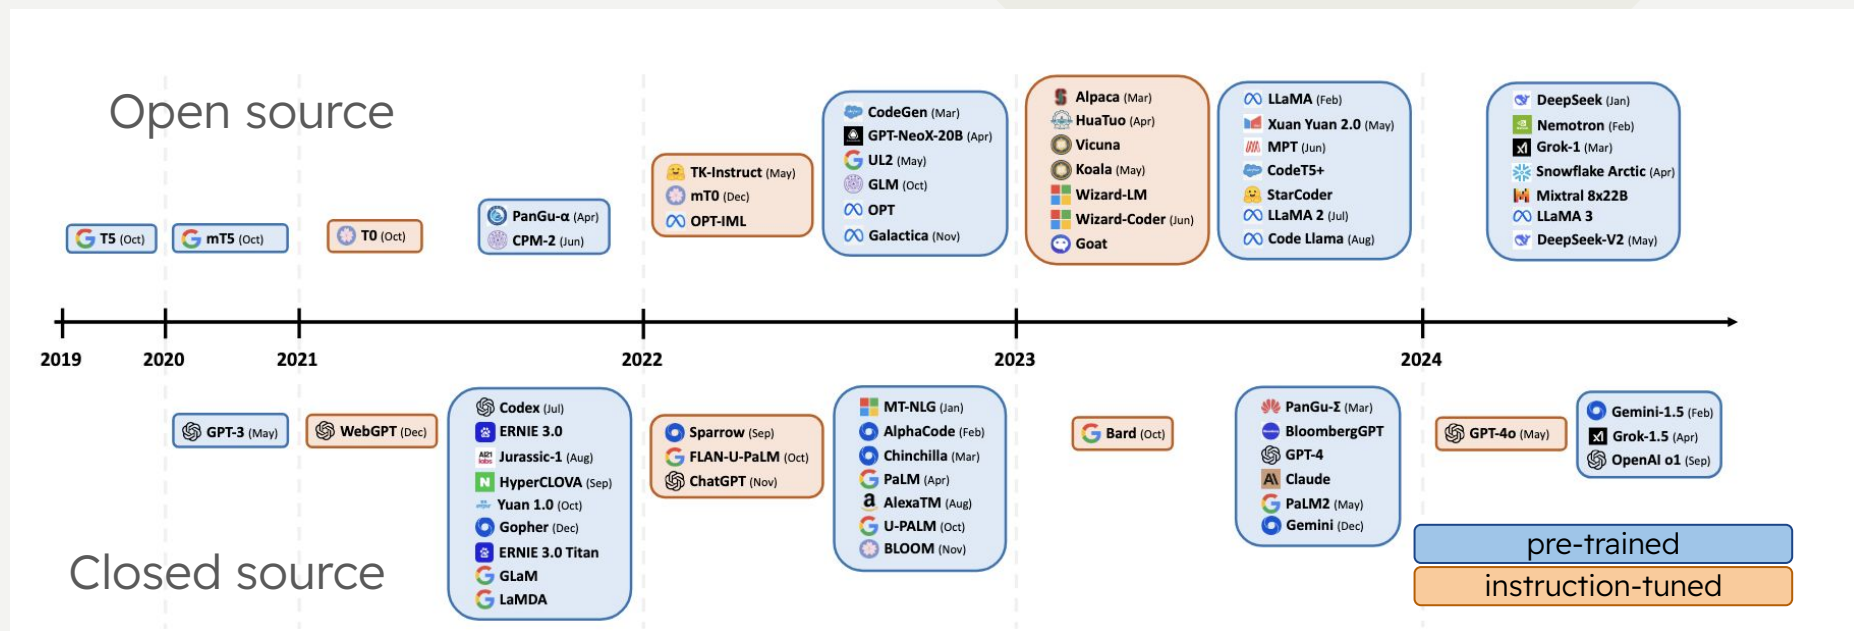 Open source
T5 (Oct)
mT5 (Oct)
T0 (Oct)
PanGu-α (Apr)
CPM-2 (Jun)
TK-Instruct (May)
mT0 (Dec)
OPT-IML
CodeGen (Mar)
GPT-NeoX-20B (Apr)
UL2 (May)
GLM (Oct)
OPT
Galactica (Nov)
Alpaca (Mar)
HuaTuo (Apr)
Vicuna
Koala (May)
Wizard-LM
Wizard-Coder (Jun)
Goat
LLaMA (Feb)
Xuan Yuan 2.0 (May)
MPT (Jun)
CodeT5+
StarCoder
LLaMA 2 (Jul)
Code Llama (Aug)
DeepSeek (Jan)
Nemotron (Feb)
Grok-1 (Mar)
Snowflake Arctic (Apr)
Mixtral 8x22B
LLaMA 3
DeepSeek-V2 (May)
2019 2020 2021 2022 2023 2024
GPT-3 (May)
WebGPT (Dec)
Codex (Jul)
ERNIE 3.0
AI21 labs Jurassic-1 (Aug)
HyperCLOVA (Sep)
Yuan 1.0 (Oct)
Gopher (Dec)
ERNIE 3.0 Titan
GLaM
LaMDA
Sparrow (Sep)
FLAN-U-PaLM (Oct)
ChatGPT (Nov)
MT-NLG (Jan)
AlphaCode (Feb)
Chinchilla (Mar)
PaLM (Apr)
AlexaTM (Aug)
U-PALM (Oct)
BLOOM (Nov)
Bard (Oct)
PanGu-Σ (Mar)
BloombergGPT
GPT-4
Claude
PaLM2 (May)
Gemini (Dec)
GPT-4o (May)
Gemini-1.5 (Feb)
Grok-1.5 (Apr)
OpenAI o1 (Sep)
Closed source
pre-trained
instruction-tuned